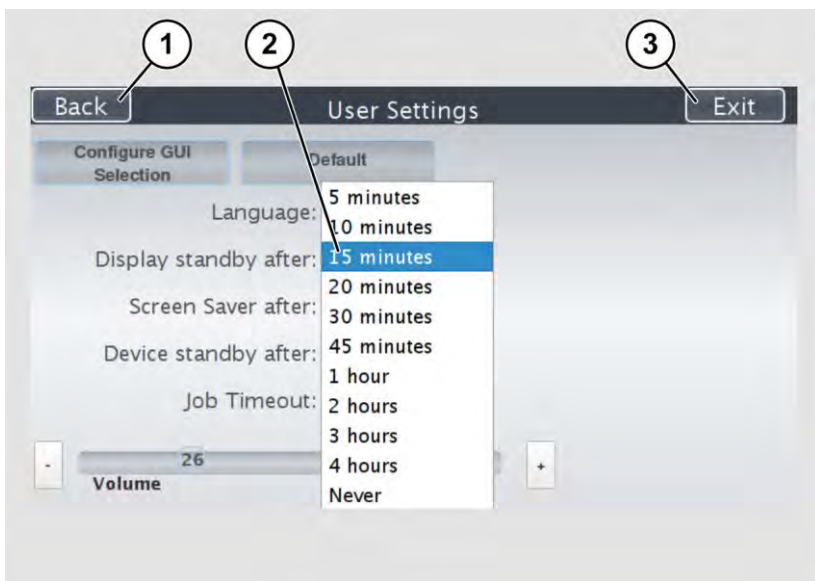 1 2 3
Back User Settings Exit
Configure GUI
Selection
Default
5 minutes
Language:
10 minutes
Display standby after: 15 minutes
20 minutes
Screen Saver after:
30 minutes
Device standby after: 45 minutes
1 hour
Job Timeout: 2 hours
3 hours
- 26 4 hours +
Volume
Never